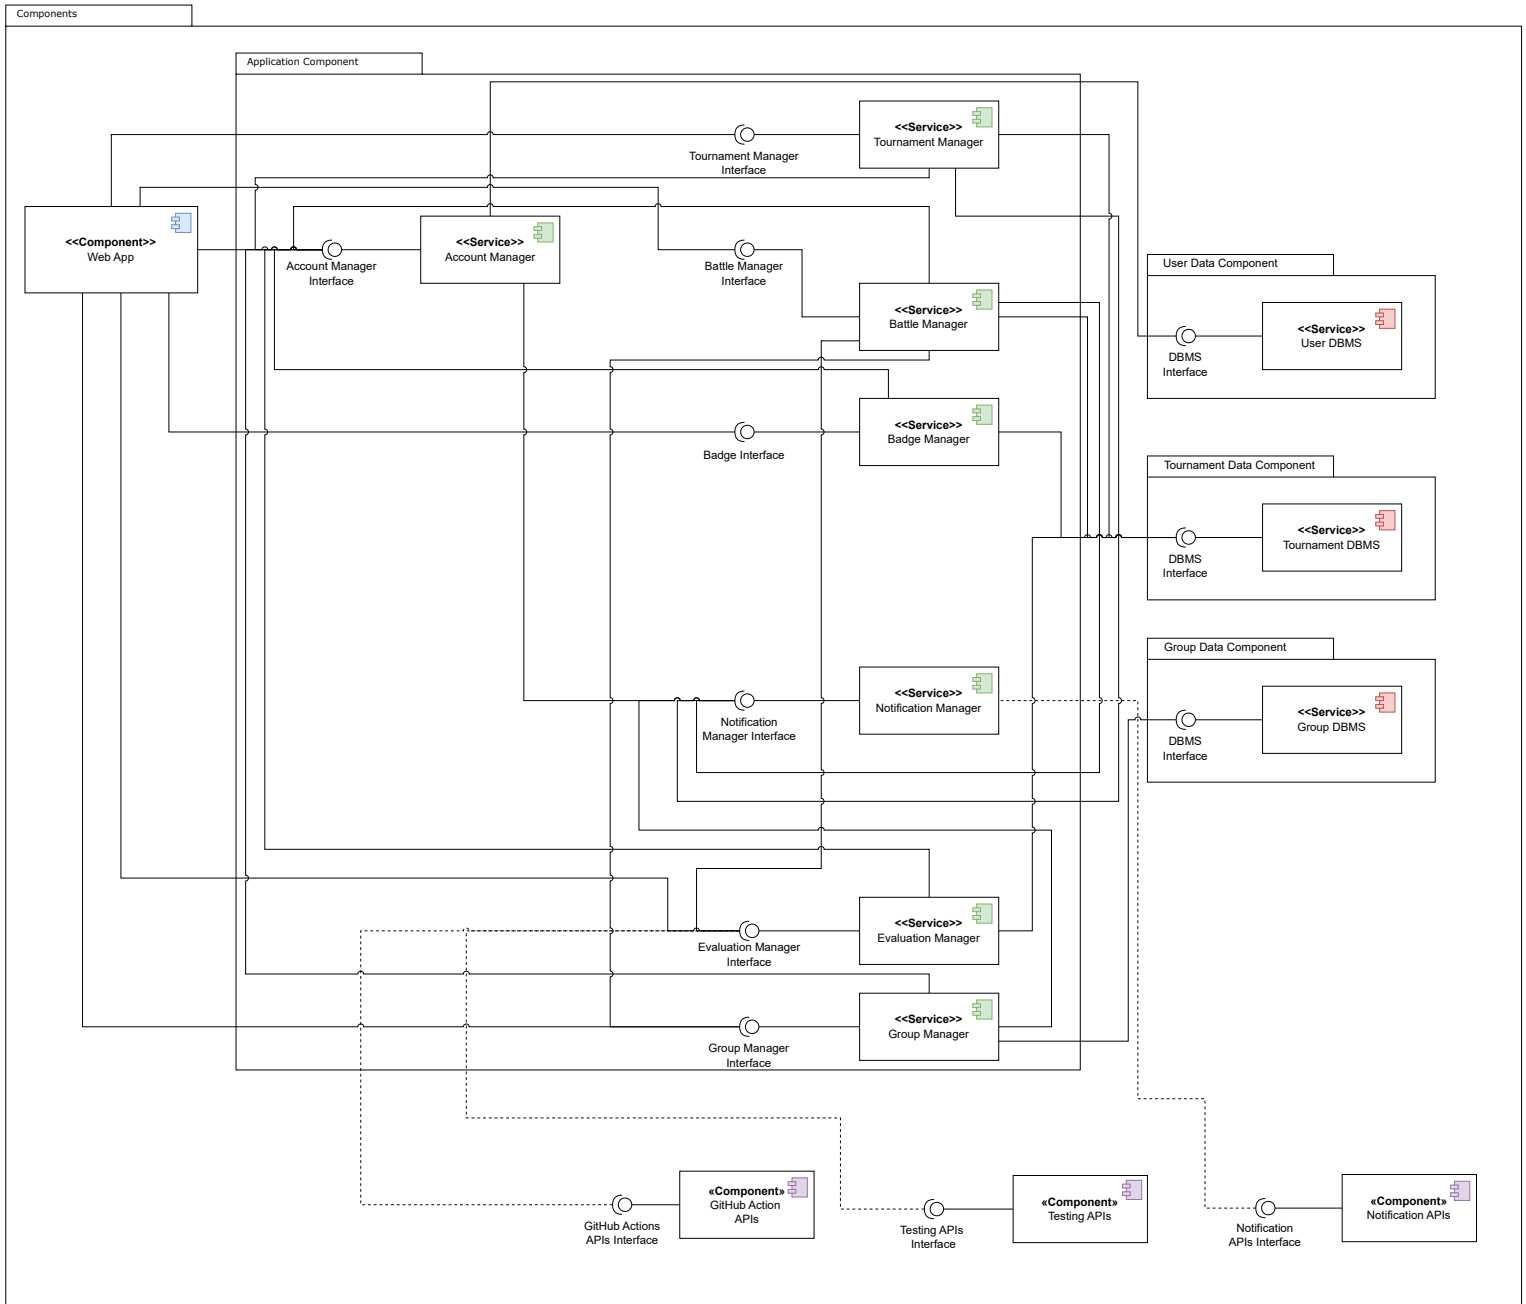 Components
Application Component
<<Service>>
Tournament Manager
Tournament Manager
Interface
<<Component>>
Web App
Account Manager
Interface
<<Service>>
Account Manager
Battle Manager
Interface
<<Service>>
Battle Manager
User Data Component
<<Service>>
User DBMS
DBMS
Interface
<<Service>>
Badge Manager
Badge Interface
Tournament Data Component
<<Service>>
Tournament DBMS
DBMS
Interface
Group Data Component
<<Service>>
Notification Manager
Notification
Manager Interface
<<Service>>
Group DBMS
DBMS
Interface
<<Service>>
Evaluation Manager
Evaluation Manager
Interface
<<Service>>
Group Manager
Group Manager
Interface
«Component»
GitHub Action
APIs
GitHub Actions
APIs Interface
«Component»
Testing APIs
Testing APIs
Interface
«Component»
Notification APIs
Notification
APIs Interface